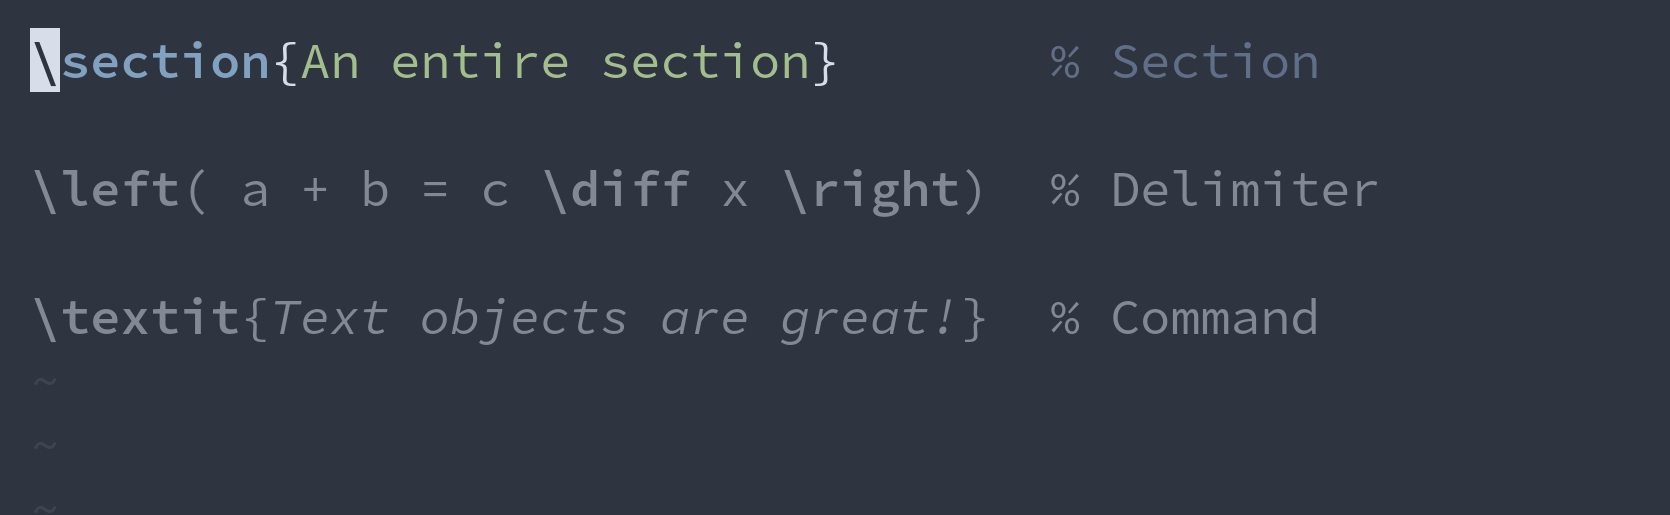 \section{An entire section}       % Section
\left( a + b = c \diff x \right)  % Delimiter
\textit{Text objects are great!}  % Command
~
~
~